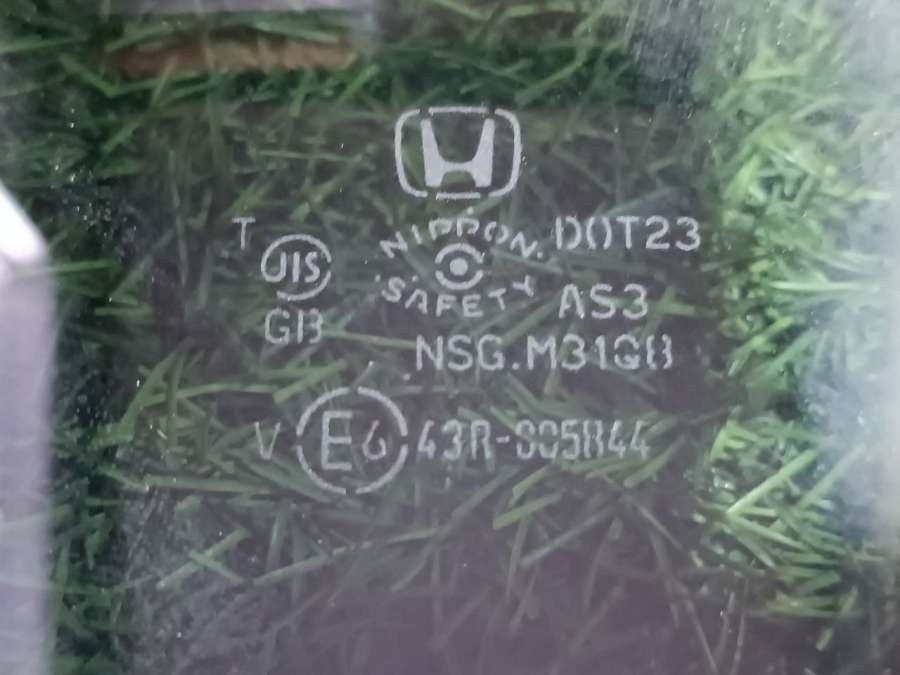 T
JIS
GB
NIPPON
SAFETY
DOT23
AS3
NSG.M31GB
V E6 43R-005844